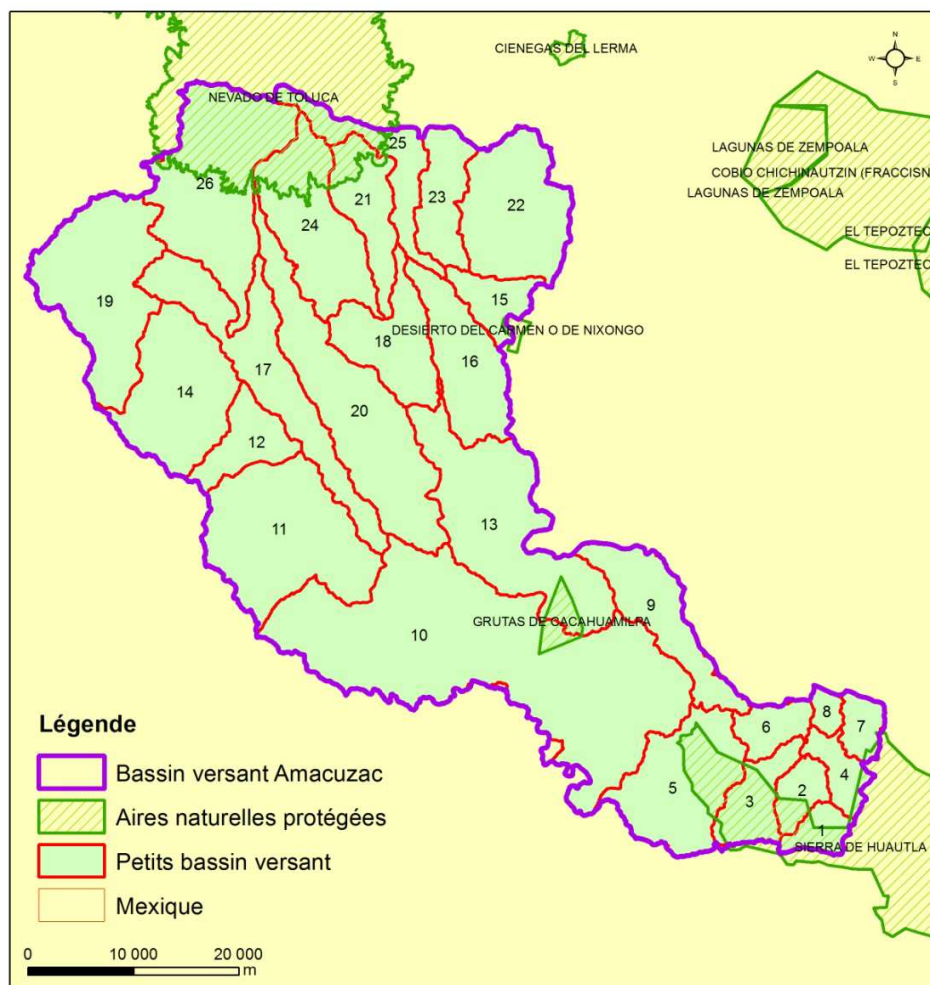 CIENEGAS DEL LERMA
N
W E
S
NEVADO DE TOLUCA
25
LAGUNAS DE ZEMPOALA
26
21
23
22
COBIO CHICHINAUTZIN (FRACCISN
LAGUNAS DE ZEMPOALA
24
EL TEPOZTEC
EL TEPOZTEC
19
15
DESIERTO DEL CARMEN O DE NIXONGO
18
17
16
14
20
12
13
11
9
GRUTAS DE CACAHUAMILPA
10
8
7
6
Légende
Bassin versant Amacuzac
4
5
3
2
Aires naturelles protégées
1
SIERRA DE HUAUTLA
Petits bassin versant
Mexique
0 10 000 20 000
m